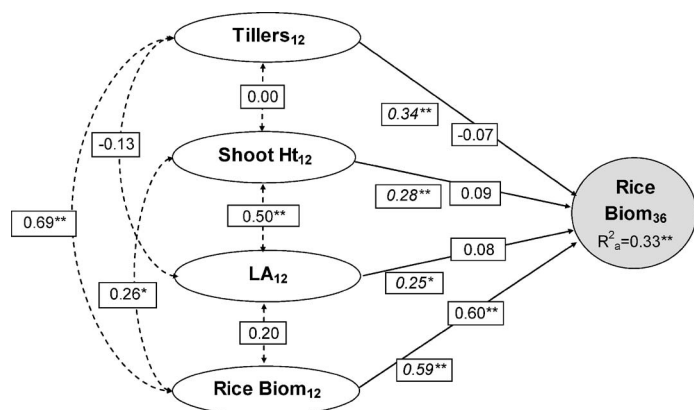 Tillers12
0.00
0.34**
-0.07
-0.13
Shoot Ht12
0.28**
0.09
Rice
Biom36
R²a=0.33**
0.69**
0.50**
0.08
LA12
0.25*
0.26*
0.20
0.60**
0.59**
Rice Biom12